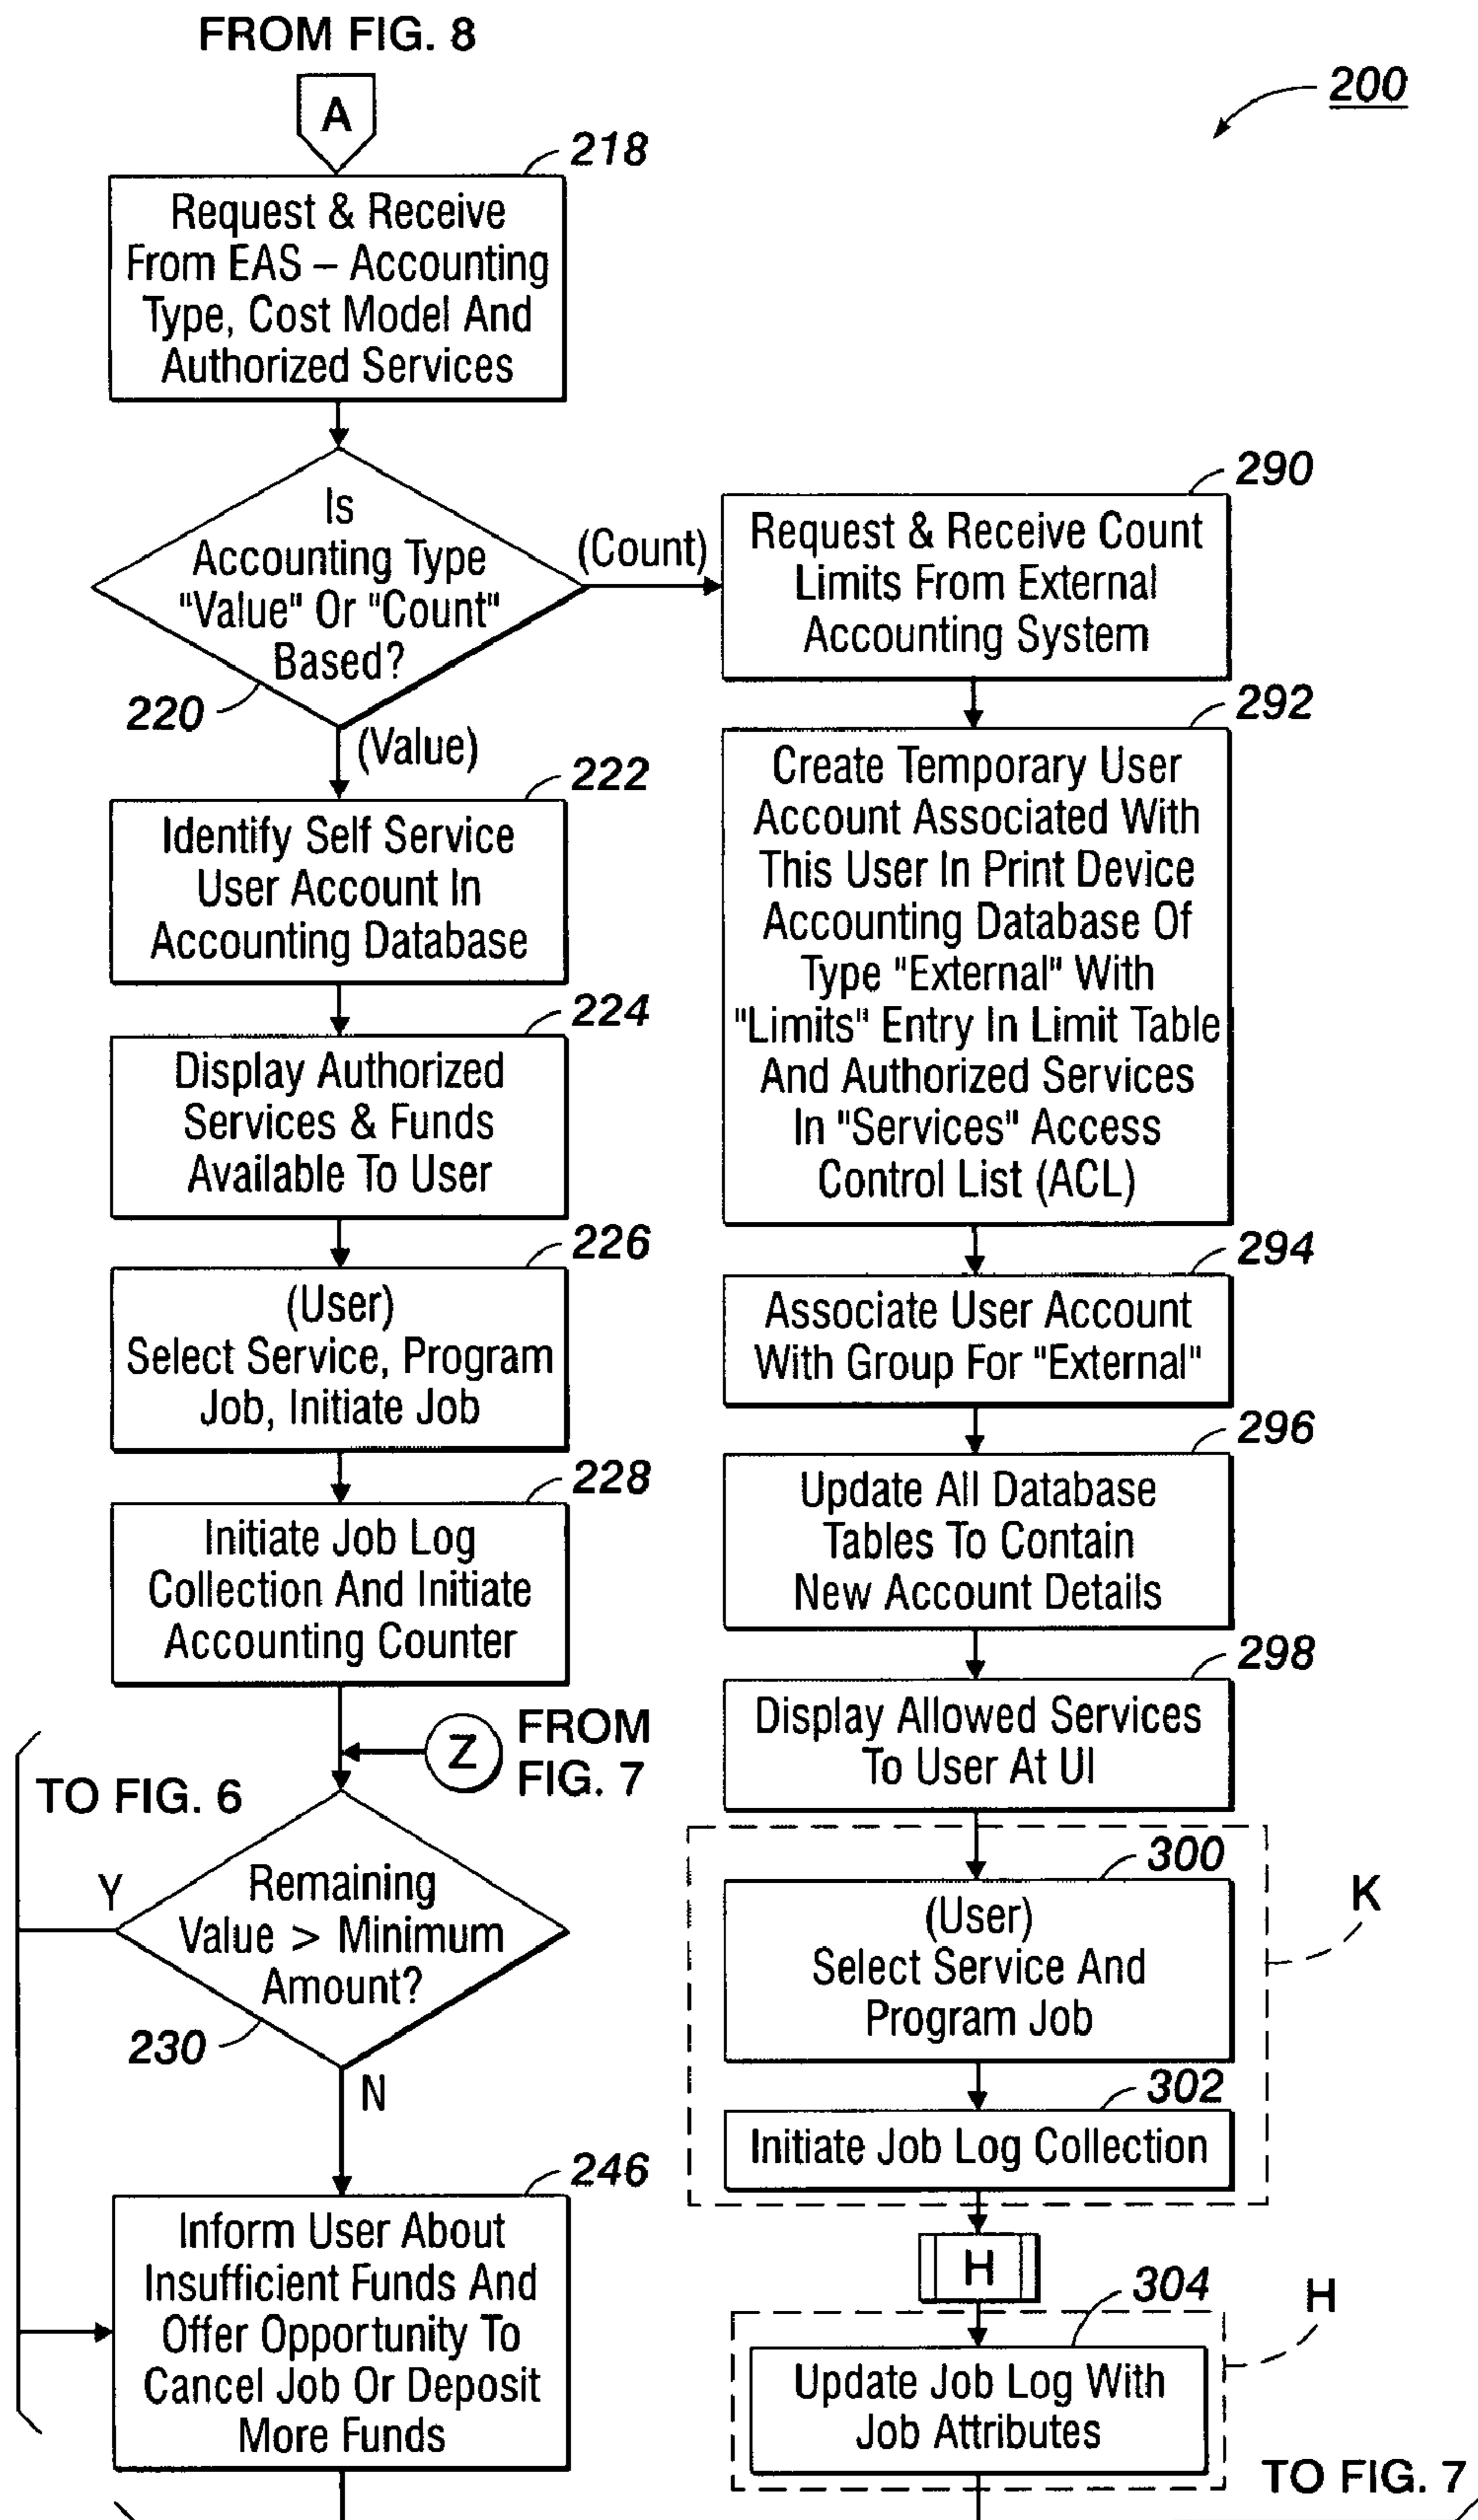 FROM FIG. 8
A
200
218
Request & Receive
From EAS – Accounting
Type, Cost Model And
Authorized Services
Is
Accounting Type
"Value" Or "Count"
Based?
220
(Count)
(Value)
222
Identify Self Service
User Account In
Accounting Database
224
Display Authorized
Services & Funds
Available To User
226
(User)
Select Service, Program
Job, Initiate Job
228
Initiate Job Log
Collection And Initiate
Accounting Counter
Z
FROM
FIG. 7
TO FIG. 6
Y
Remaining
Value > Minimum
Amount?
230
N
246
Inform User About
Insufficient Funds And
Offer Opportunity To
Cancel Job Or Deposit
More Funds
290
Request & Receive Count
Limits From External
Accounting System
292
Create Temporary User
Account Associated With
This User In Print Device
Accounting Database Of
Type "External" With
"Limits" Entry In Limit Table
And Authorized Services
In "Services" Access
Control List (ACL)
294
Associate User Account
With Group For "External"
296
Update All Database
Tables To Contain
New Account Details
298
Display Allowed Services
To User At UI
300
K
(User)
Select Service And
Program Job
302
Initiate Job Log Collection
H
304
H
Update Job Log With
Job Attributes
TO FIG. 7